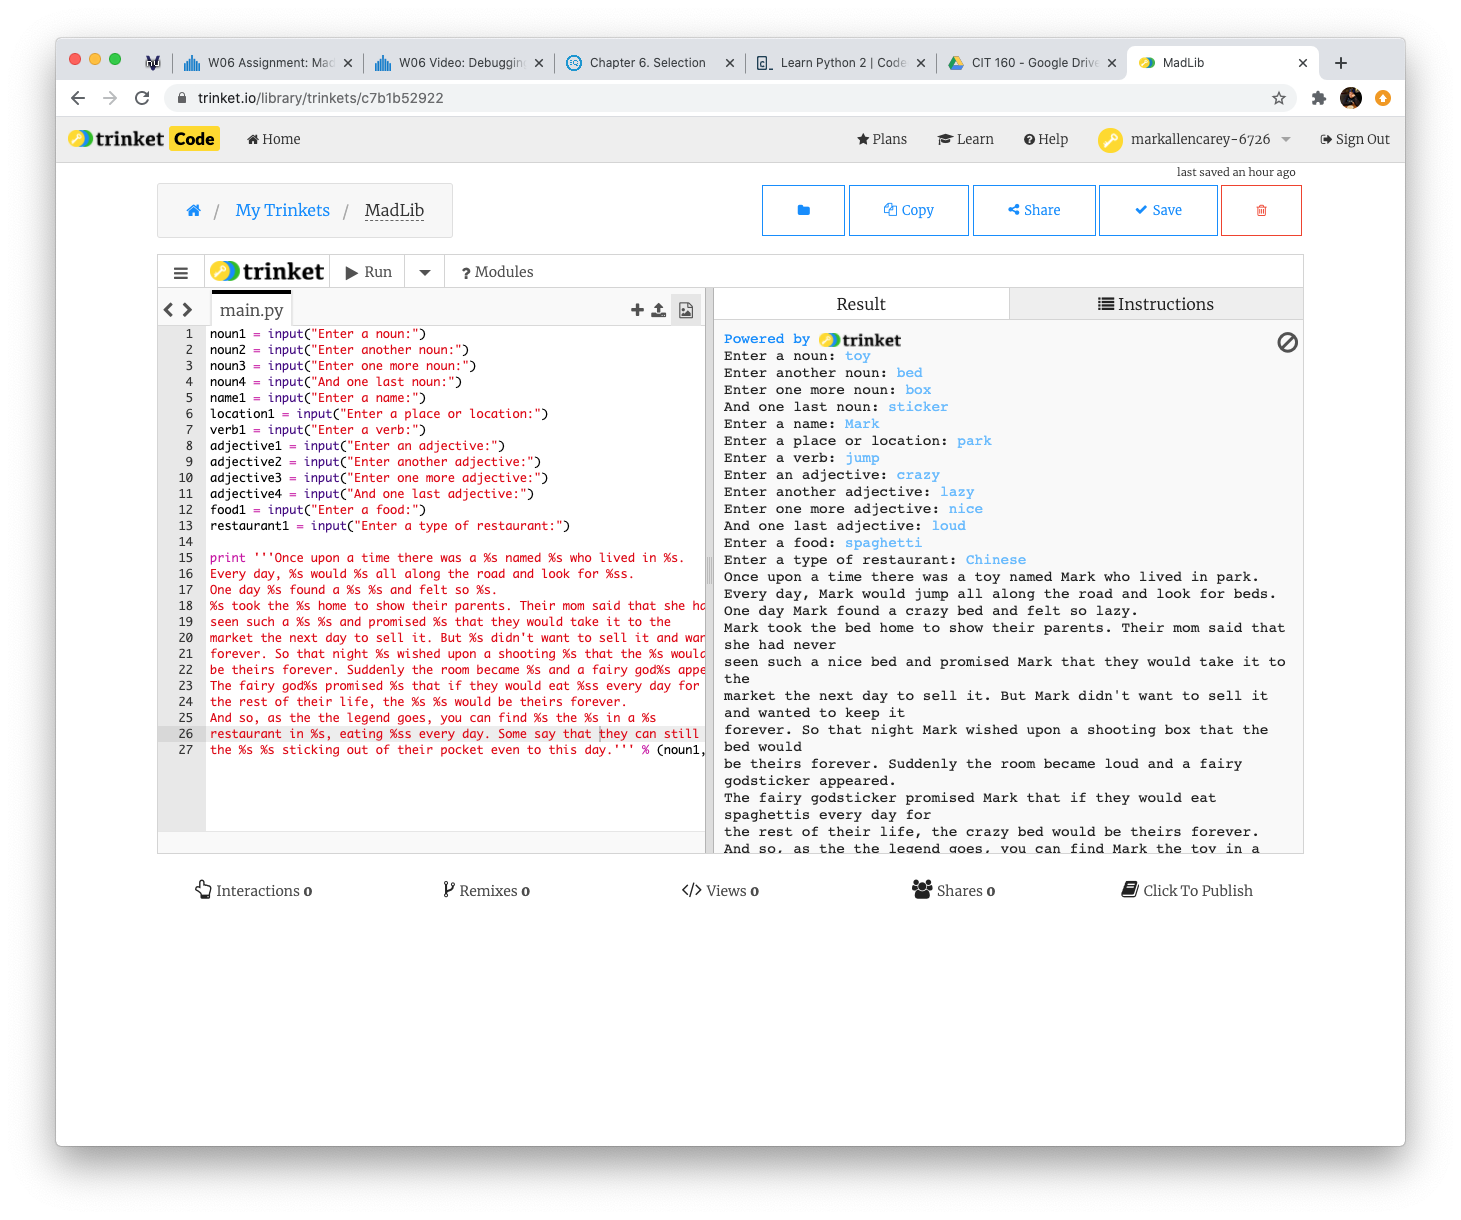 W06 Assignment: Mad
W06 Video: Debugging
Chapter 6. Selection
Learn Python 2 | Code
CIT 160 - Google Drive
MadLib
trinket.io/library/trinkets/c7b1b52922
trinket Code
Home
Plans
Learn
Help
markallencarey-6726
Sign Out
last saved an hour ago
/ My Trinkets / MadLib
Copy
Share
Save
trinket
Run
? Modules
main.py
1 noun1 = input("Enter a noun:")
2 noun2 = input("Enter another noun:")
3 noun3 = input("Enter one more noun:")
4 noun4 = input("And one last noun:")
5 name1 = input("Enter a name:")
6 location1 = input("Enter a place or location:")
7 verb1 = input("Enter a verb:")
8 adjective1 = input("Enter an adjective:")
9 adjective2 = input("Enter another adjective:")
10 adjective3 = input("Enter one more adjective:")
11 adjective4 = input("And one last adjective:")
12 food1 = input("Enter a food:")
13 restaurant1 = input("Enter a type of restaurant:")
14
15 print '''Once upon a time there was a %s named %s who lived in %s.
16 Every day, %s would %s all along the road and look for %ss.
17 One day %s found a %s %s and felt so %s.
18 %s took the %s home to show their parents. Their mom said that she ha
19 seen such a %s %s and promised %s that they would take it to the
20 market the next day to sell it. But %s didn't want to sell it and wan
21 forever. So that night %s wished upon a shooting %s that the %s would
22 be theirs forever. Suddenly the room became %s and a fairy god%s appe
23 The fairy god%s promised %s that if they would eat %ss every day for
24 the rest of their life, the %s %s would be theirs forever.
25 And so, as the the legend goes, you can find %s the %s in a %s
26 restaurant in %s, eating %ss every day. Some say that they can still
27 the %s %s sticking out of their pocket even to this day.''' % (noun1,
Result
Instructions
Powered by trinket
Enter a noun: toy
Enter another noun: bed
Enter one more noun: box
And one last noun: sticker
Enter a name: Mark
Enter a place or location: park
Enter a verb: jump
Enter an adjective: crazy
Enter another adjective: lazy
Enter one more adjective: nice
And one last adjective: loud
Enter a food: spaghetti
Enter a type of restaurant: Chinese
Once upon a time there was a toy named Mark who lived in park.
Every day, Mark would jump all along the road and look for beds.
One day Mark found a crazy bed and felt so lazy.
Mark took the bed home to show their parents. Their mom said that
she had never
seen such a nice bed and promised Mark that they would take it to
the
market the next day to sell it. But Mark didn't want to sell it
and wanted to keep it
forever. So that night Mark wished upon a shooting box that the
bed would
be theirs forever. Suddenly the room became loud and a fairy
godsticker appeared.
The fairy godsticker promised Mark that if they would eat
spaghettis every day for
the rest of their life, the crazy bed would be theirs forever.
And so, as the the legend goes, you can find Mark the toy in a
Interactions 0
Remixes 0
Views 0
Shares 0
Click To Publish